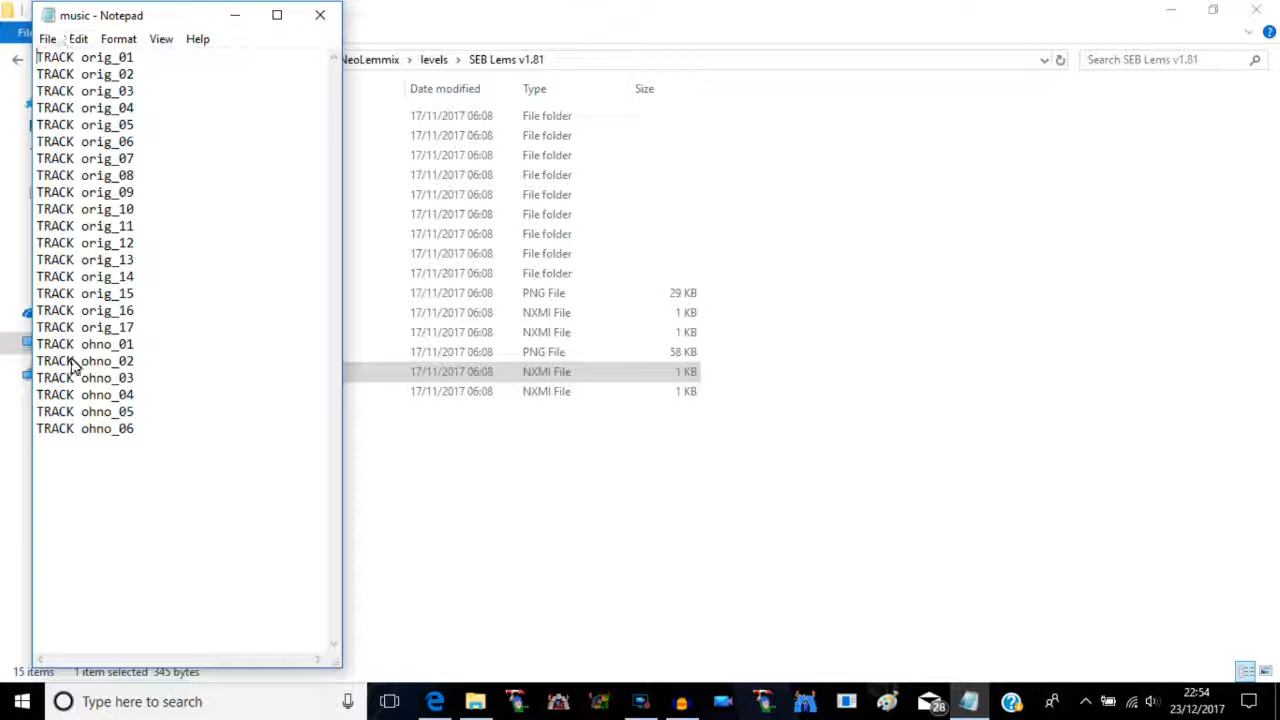 music - Notepad
File Edit Format View Help
TRACK orig_01
TRACK orig_02
TRACK orig_03
TRACK orig_04
TRACK orig_05
TRACK orig_06
TRACK orig_07
TRACK orig_08
TRACK orig_09
TRACK orig_10
TRACK orig_11
TRACK orig_12
TRACK orig_13
TRACK orig_14
TRACK orig_15
TRACK orig_16
TRACK orig_17
TRACK ohno_01
TRACK ohno_02
TRACK ohno_03
TRACK ohno_04
TRACK ohno_05
TRACK ohno_06
NeoLemmix > levels > SEB Lems v1.81
Search SEB Lems v1.81
Date modified Type Size
17/11/2017 06:08 File folder
17/11/2017 06:08 File folder
17/11/2017 06:08 File folder
17/11/2017 06:08 File folder
17/11/2017 06:08 File folder
17/11/2017 06:08 File folder
17/11/2017 06:08 File folder
17/11/2017 06:08 File folder
17/11/2017 06:08 File folder
17/11/2017 06:08 PNG File 29 KB
17/11/2017 06:08 NXMI File 1 KB
17/11/2017 06:08 NXMI File 1 KB
17/11/2017 06:08 PNG File 58 KB
17/11/2017 06:08 NXMI File 1 KB
17/11/2017 06:08 NXMI File 1 KB
15 items 1 item selected 345 bytes
Type here to search
28
22:54
23/12/2017